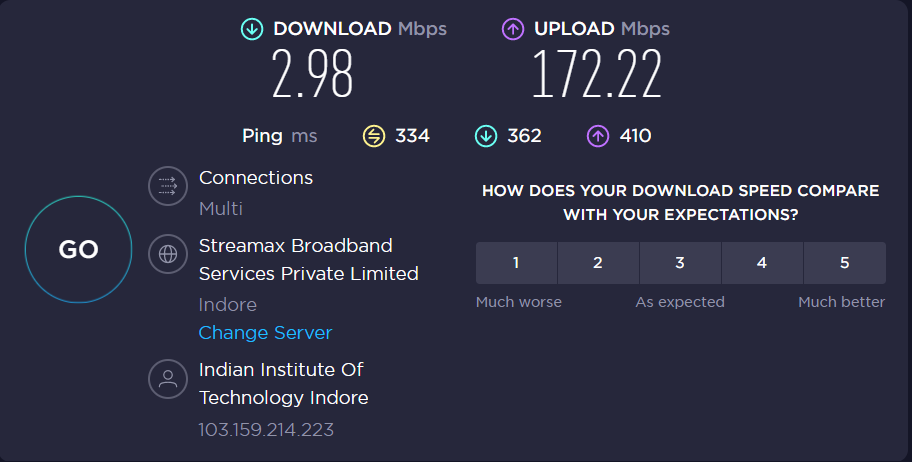 DOWNLOAD Mbps
2.98
UPLOAD Mbps
172.22
Ping ms 334 362 410
GO
Connections
Multi
Streamax Broadband
Services Private Limited
Indore
Change Server
Indian Institute Of
Technology Indore
103.159.214.223
HOW DOES YOUR DOWNLOAD SPEED COMPARE
WITH YOUR EXPECTATIONS?
1 2 3 4 5
Much worse As expected Much better